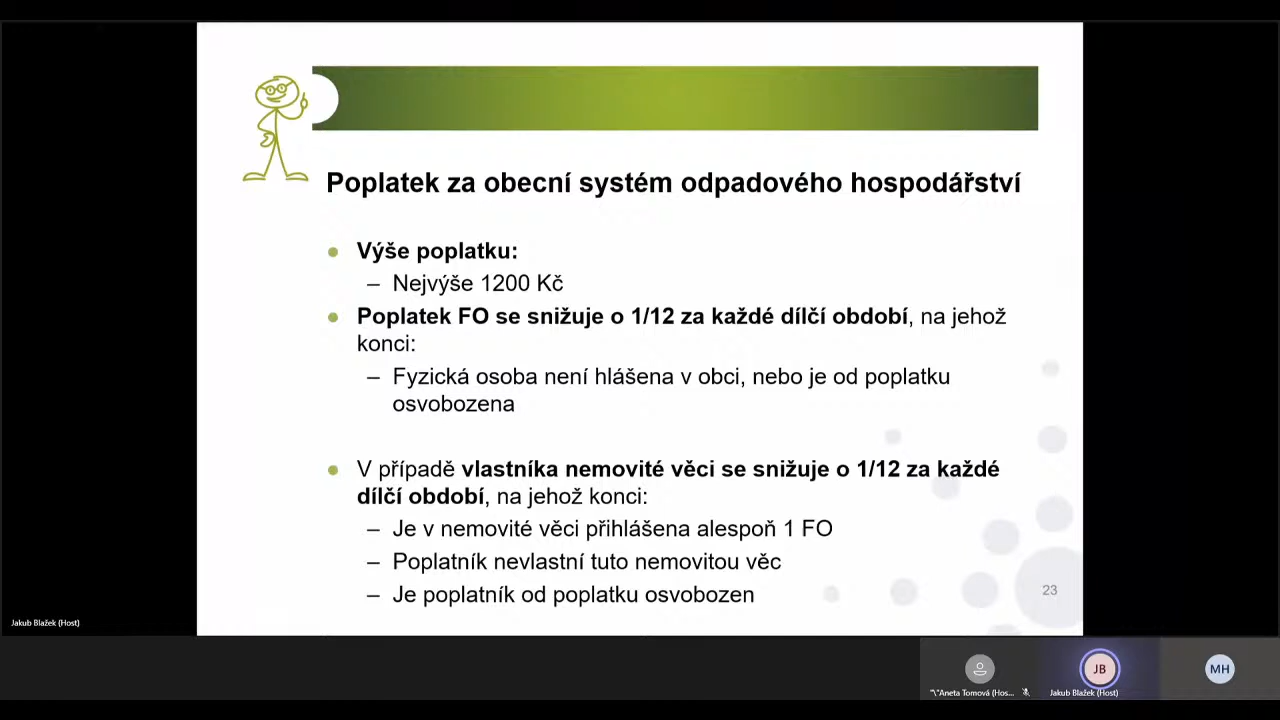 Poplatek za obecní systém odpadového hospodářství
Výše poplatku:
– Nejvýše 1200 Kč
Poplatek FO se snižuje o 1/12 za každé dílčí období, na jehož
konci:
– Fyzická osoba není hlášena v obci, nebo je od poplatku
osvobozena
V případě vlastníka nemovité věci se snižuje o 1/12 za každé
dílčí období, na jehož konci:
– Je v nemovité věci přihlášena alespoň 1 FO
– Poplatník nevlastní tuto nemovitou věc
– Je poplatník od poplatku osvobozen
23
Jakub Blažek (Host)
JB
MH
"\"Aneta Tomová (Hos...
Jakub Blažek (Host)